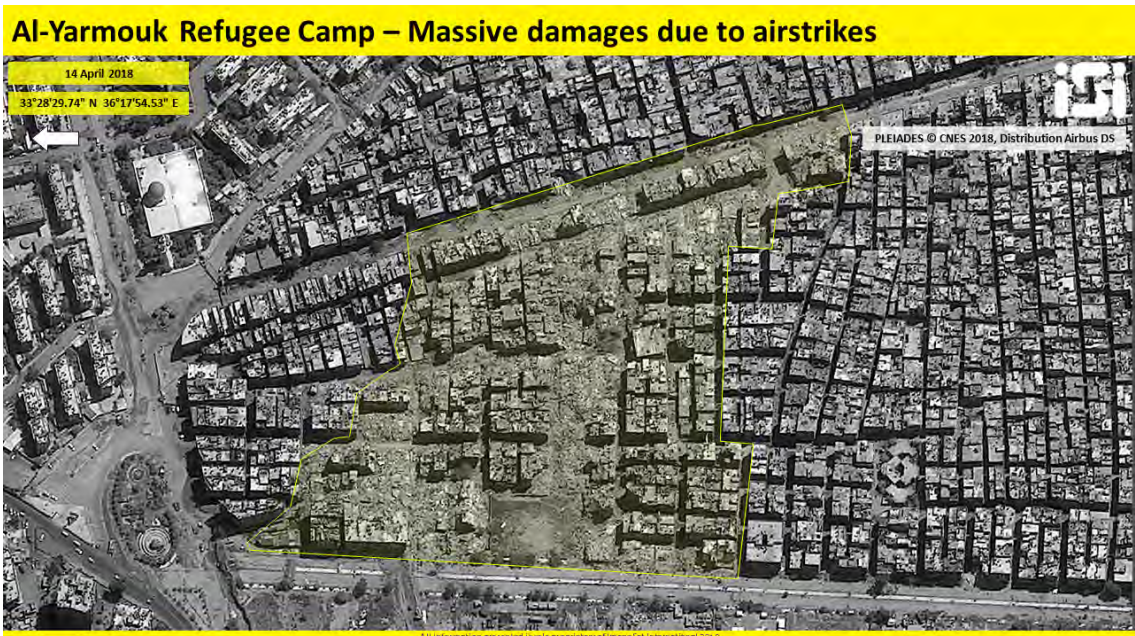 Al-Yarmouk Refugee Camp – Massive damages due to airstrikes
14 April 2018
33°28'29.74" N 36°17'54.53" E
iSi
PLEIADES © CNES 2018, Distribution Airbus DS